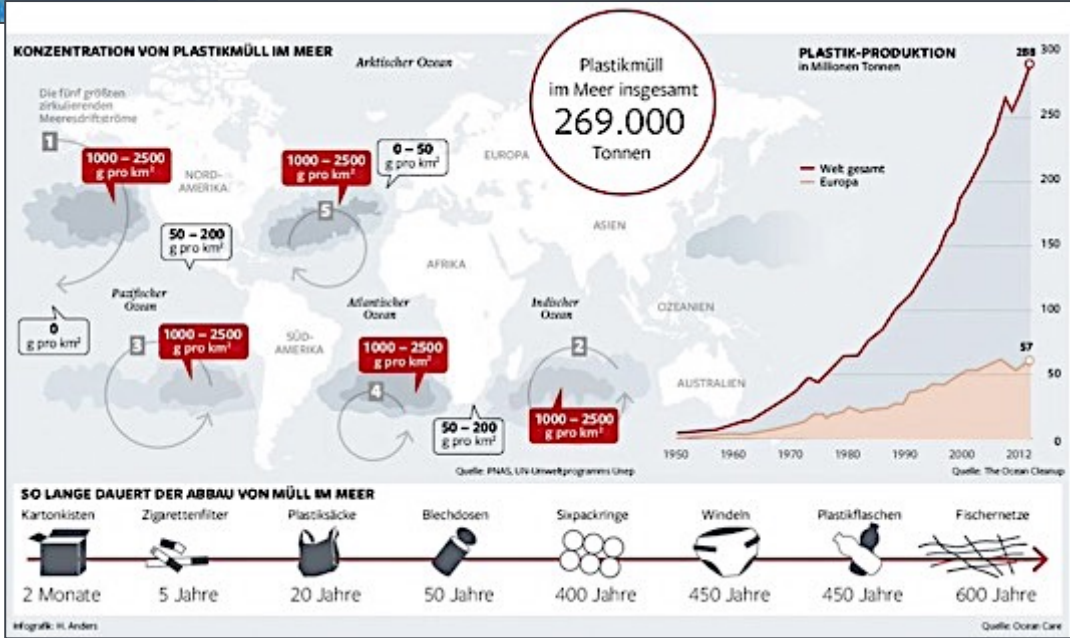 KONZENTRATION VON PLASTIKMÜLL IM MEER
Arktischer Ozean
Die fünf größten
zirkulierenden
Meeresdriftströme
1
1000 – 2500
g pro km²
NORD-
AMERIKA
50 – 200
g pro km²
0
g pro km²
Pazifischer
Ozean
3
1000 – 2500
g pro km²
SÜD-
AMERIKA
1000 – 2500
g pro km²
5
0 – 50
g pro km²
EUROPA
ASIEN
AFRIKA
Atlantischer
Ozean
1000 – 2500
g pro km²
4
50 – 200
g pro km²
Indischer
Ozean
2
1000 – 2500
g pro km²
OZEANIEN
AUSTRALIEN
Quelle: PNAS, UN-Umweltprogramms Unep
Plastikmüll
im Meer insgesamt
269.000
Tonnen
PLASTIK-PRODUKTION
in Millionen Tonnen
Welt gesamt
Europa
288
300
250
200
150
100
57
50
0
1950 1960 1970 1980 1990 2000 2012
Quelle: The Ocean Cleanup
SO LANGE DAUERT DER ABBAU VON MÜLL IM MEER
Kartonkisten Zigarettenfilter Plastiksäcke Blechdosen Sixpackringe Windeln Plastikflaschen Fischernetze
2 Monate 5 Jahre 20 Jahre 50 Jahre 400 Jahre 450 Jahre 450 Jahre 600 Jahre
Infografik: H. Anders
Quelle: Ocean Care